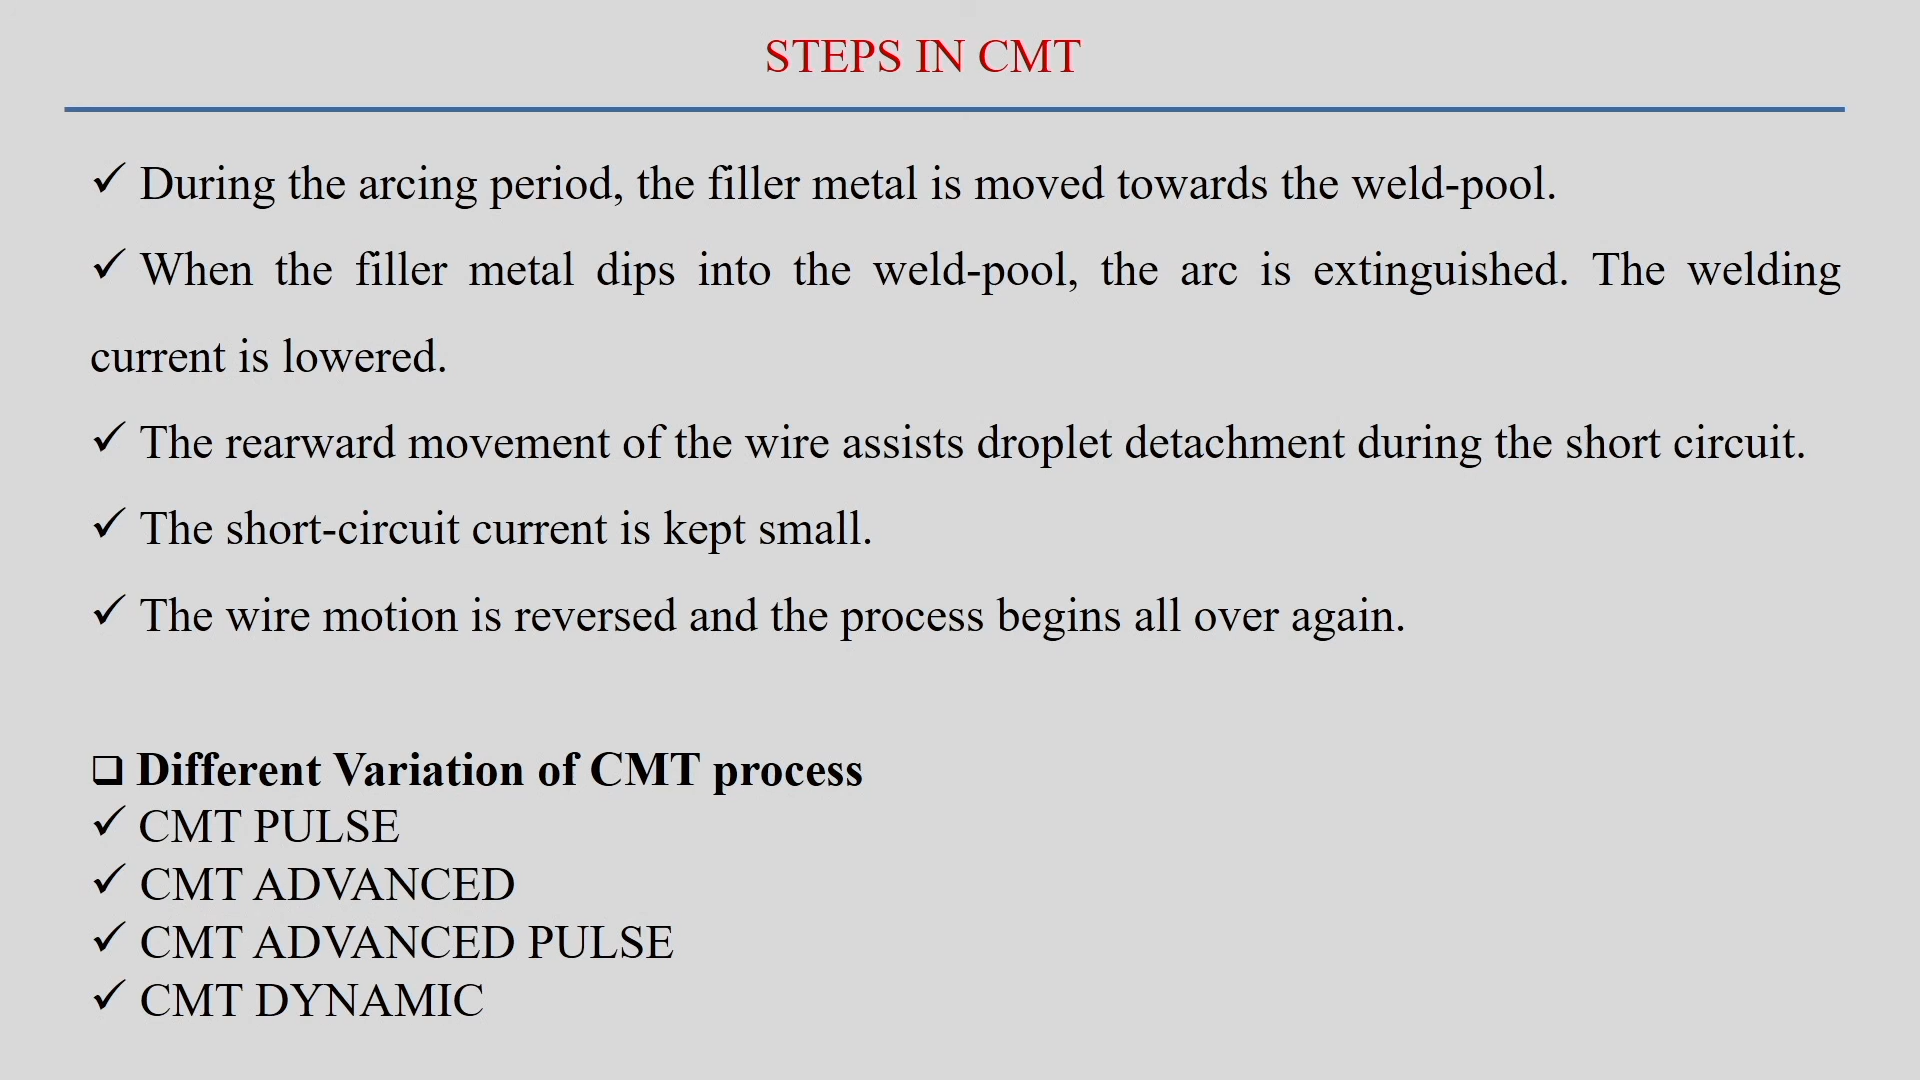 STEPS IN CMT
✓ During the arcing period, the filler metal is moved towards the weld-pool.
✓ When the filler metal dips into the weld-pool, the arc is extinguished. The welding
current is lowered.
✓ The rearward movement of the wire assists droplet detachment during the short circuit.
✓ The short-circuit current is kept small.
✓ The wire motion is reversed and the process begins all over again.
❑ Different Variation of CMT process
✓ CMT PULSE
✓ CMT ADVANCED
✓ CMT ADVANCED PULSE
✓ CMT DYNAMIC